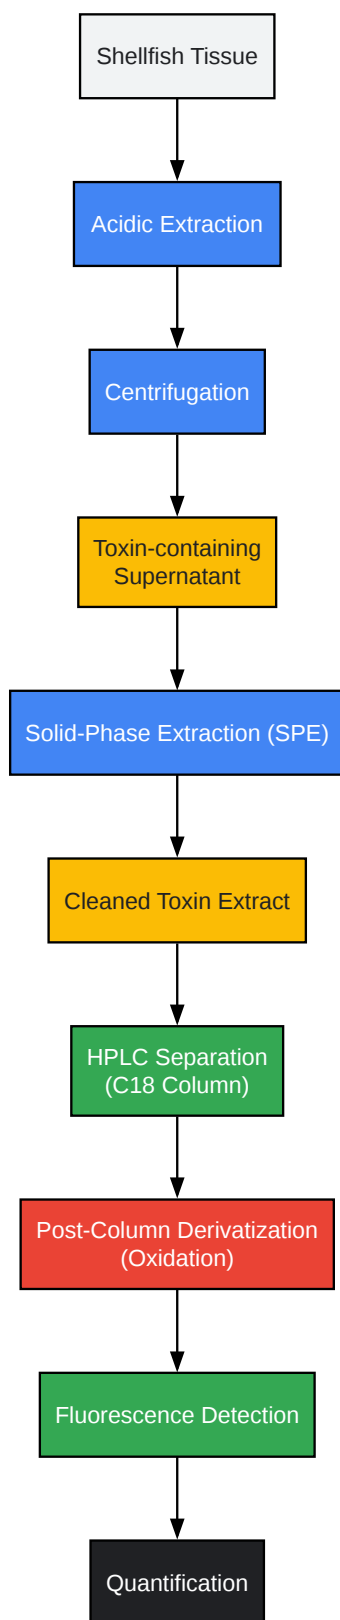 Shellfish Tissue
Acidic Extraction
Centrifugation
Toxin-containing
Supernatant
Solid-Phase Extraction (SPE)
Cleaned Toxin Extract
HPLC Separation
(C18 Column)
Post-Column Derivatization
(Oxidation)
Fluorescence Detection
Quantification